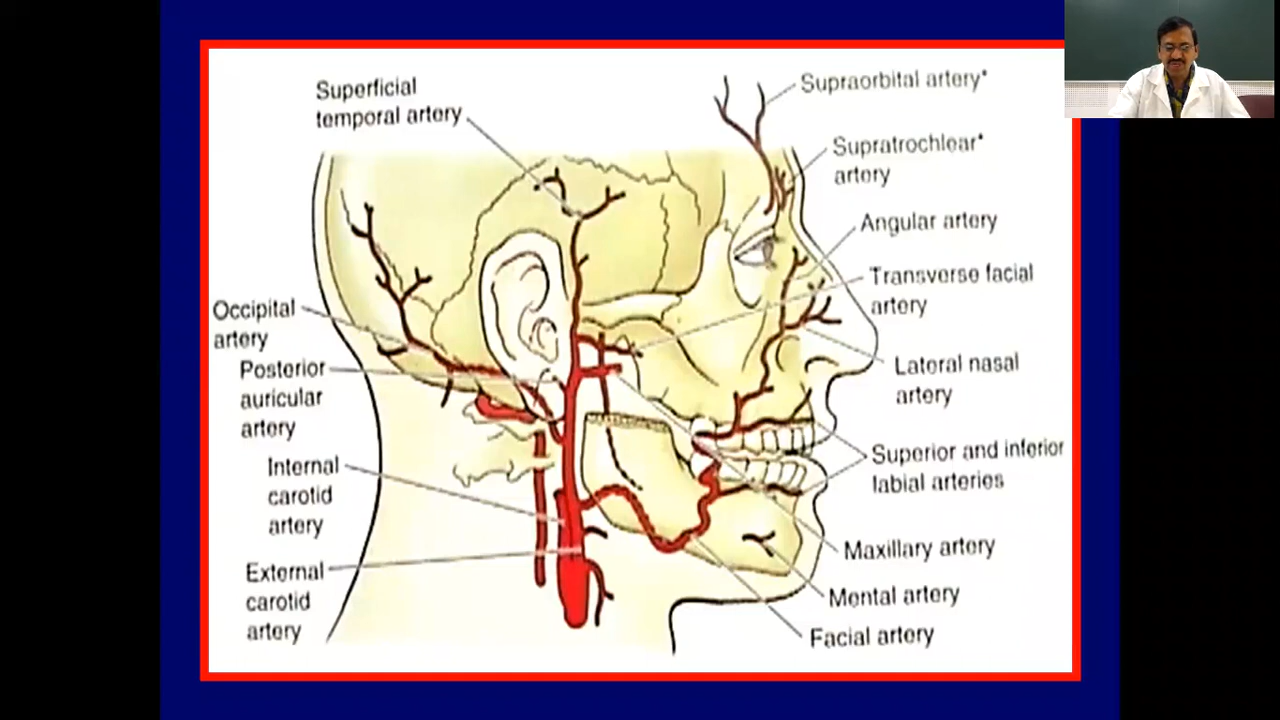 Superficial
temporal artery
Occipital
artery
Posterior
auricular
artery
Internal
carotid
artery
External
carotid
artery
Supraorbital artery*
Supratrochlear*
artery
Angular artery
Transverse facial
artery
Lateral nasal
artery
Superior and inferior
labial arteries
Maxillary artery
Mental artery
Facial artery